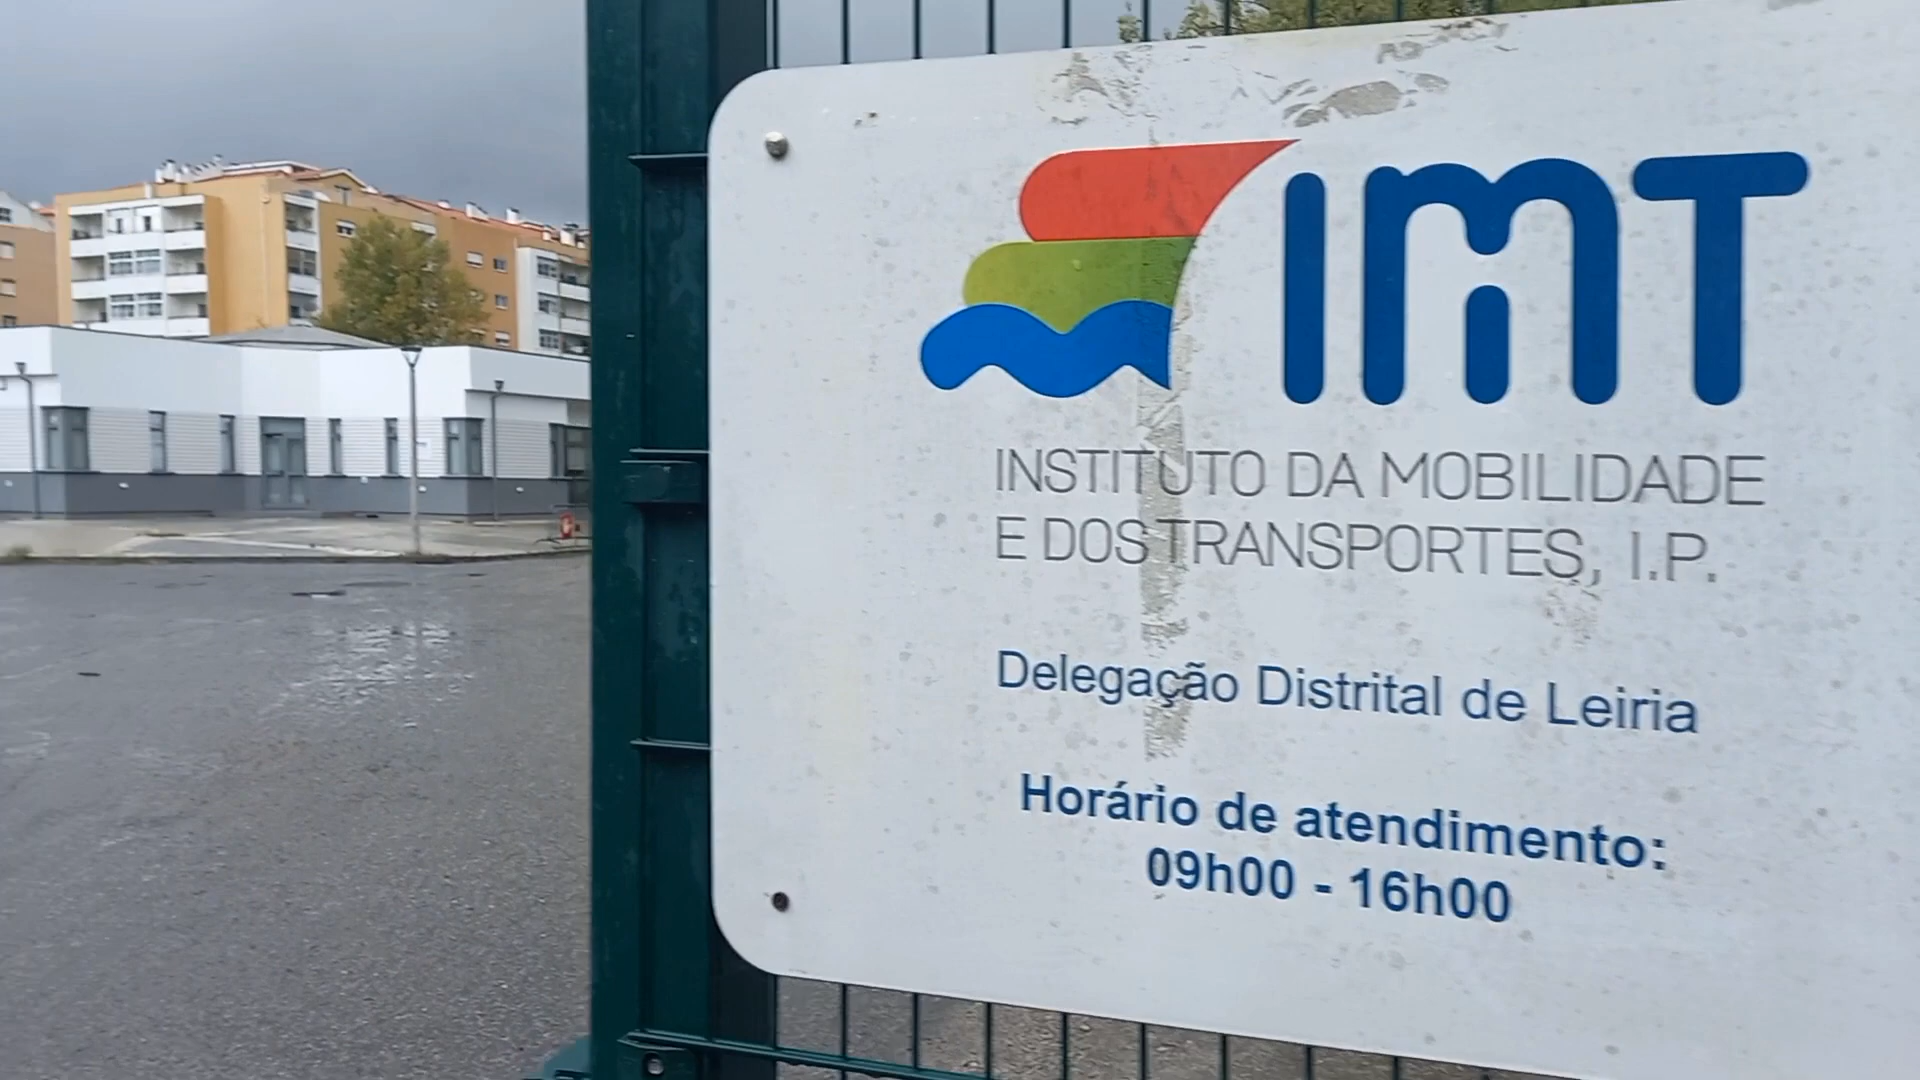 IMT
INSTITUTO DA MOBILIDADE
E DOS TRANSPORTES, I.P.
Delegação Distrital de Leiria
Horário de atendimento:
09h00 - 16h00